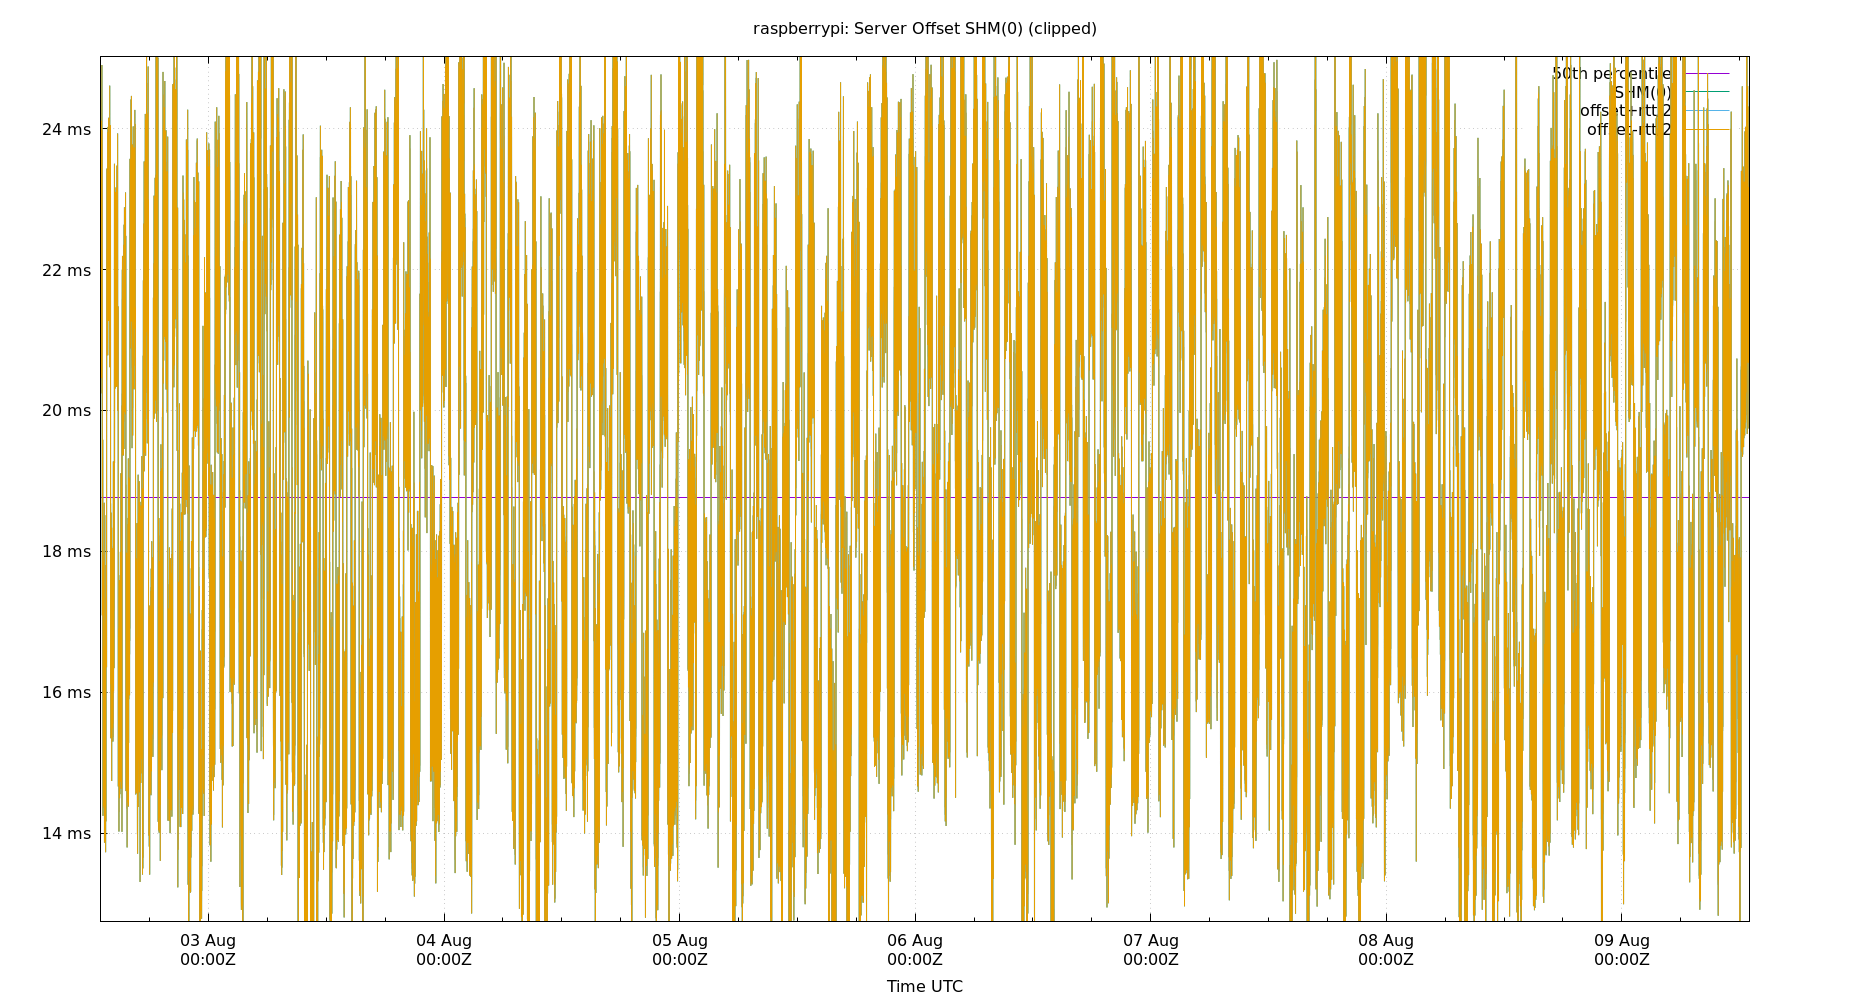 raspberrypi: Server Offset SHM(0) (clipped)
50th percentile
SHM(0)
offset+rtt/2
offset-rtt/2
24 ms
22 ms
20 ms
18 ms
16 ms
14 ms
03 Aug 04 Aug 05 Aug 06 Aug 07 Aug 08 Aug 09 Aug
00:00Z 00:00Z 00:00Z 00:00Z 00:00Z 00:00Z 00:00Z
Time UTC